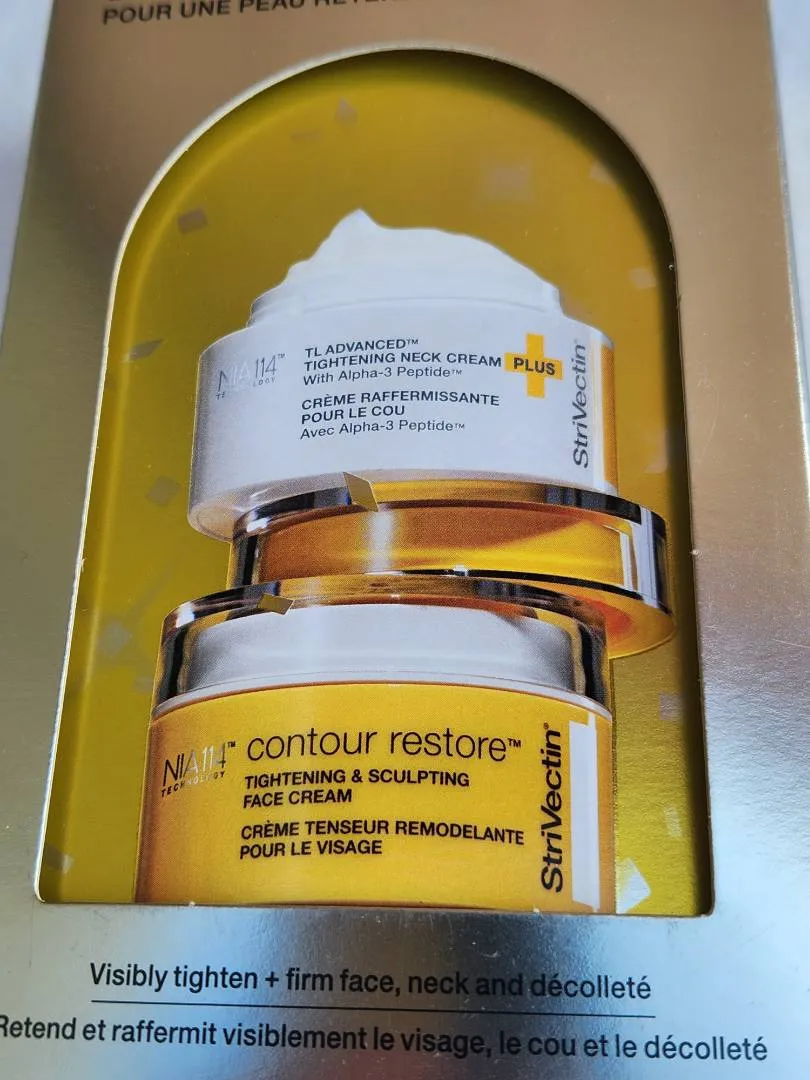 POUR UNE PEAU
NIA114™
TECHNOLOGY
TL ADVANCED™
TIGHTENING NECK CREAM
PLUS
With Alpha-3 Peptide™
CRÈME RAFFERMISSANTE
POUR LE COU
Avec Alpha-3 Peptide™
StriVectin®
NIA114™
TECHNOLOGY
contour restore™
TIGHTENING & SCULPTING
FACE CREAM
CRÈME TENSEUR REMODELANTE
POUR LE VISAGE
StriVectin®
Visibly tighten + firm face, neck and décolleté
Retend et raffermit visiblement le visage, le cou et le décolleté